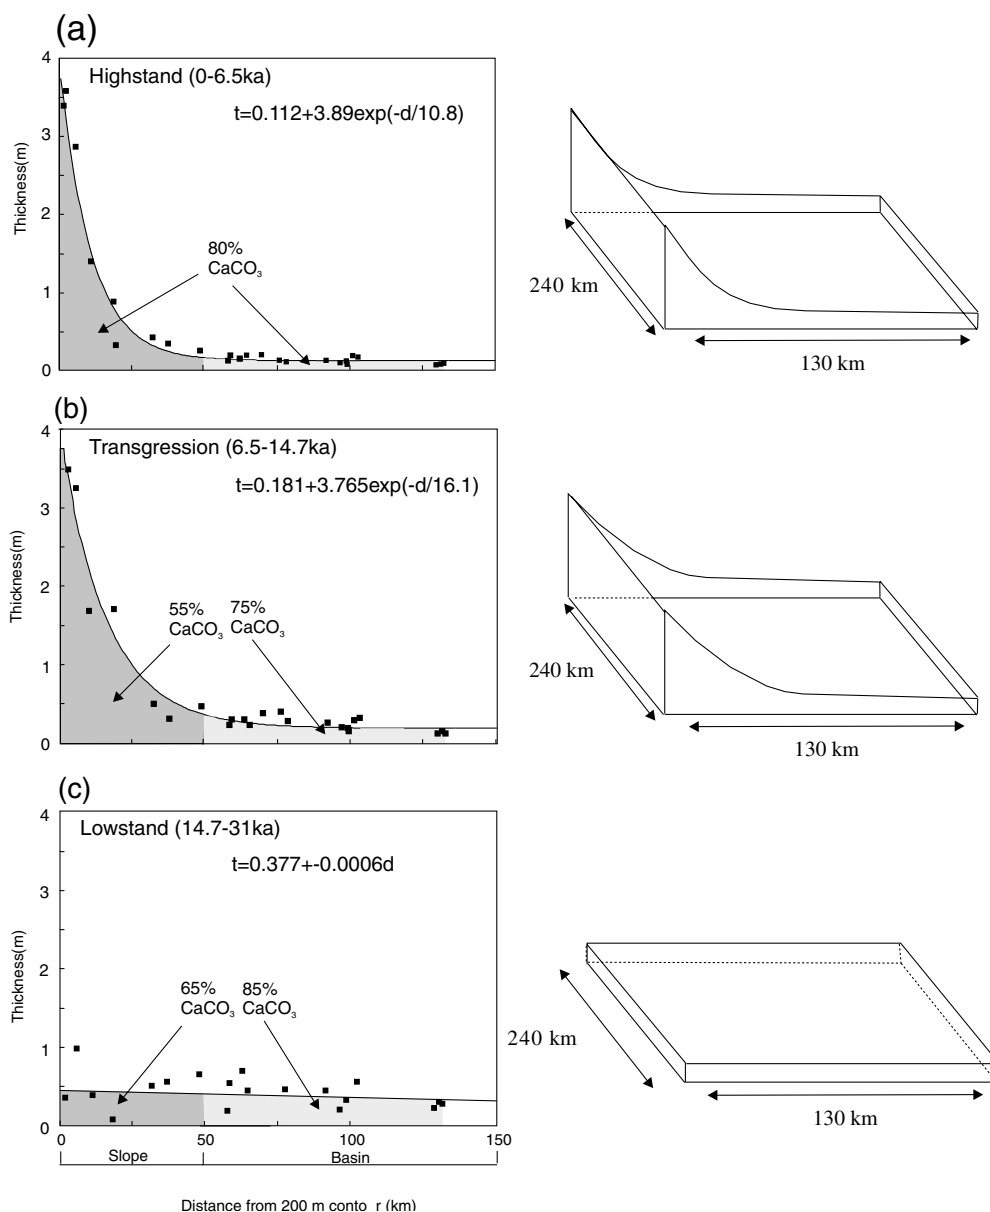 (a)
4
3
2
1
0
Thickness(m)
Highstand (0-6.5ka)
t=0.112+3.89exp(-d/10.8)
80%
CaCO₃
240 km
130 km
(b)
4
3
2
1
0
Thickness(m)
Transgression (6.5-14.7ka)
t=0.181+3.765exp(-d/16.1)
55% 75%
CaCO₃ CaCO₃
240 km
130 km
(c)
4
3
2
1
0
Thickness(m)
Lowstand (14.7-31ka)
t=0.377+-0.0006d
65% 85%
CaCO₃ CaCO₃
240 km
130 km
0 50 100 150
Slope Basin
Distance from 200 m conto r (km)